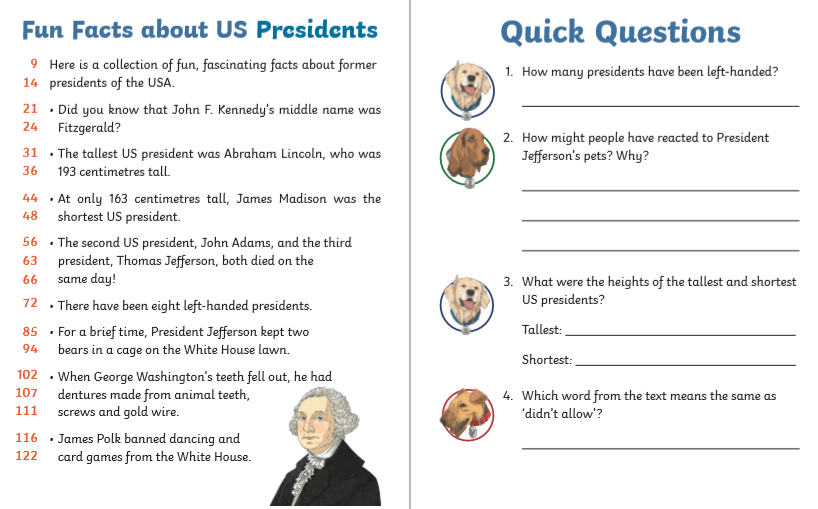 Fun Facts about US Presidents
9 Here is a collection of fun, fascinating facts about former
14 presidents of the USA.
21 • Did you know that John F. Kennedy's middle name was
24 Fitzgerald?
31 • The tallest US president was Abraham Lincoln, who was
36 193 centimetres tall.
44 • At only 163 centimetres tall, James Madison was the
48 shortest US president.
56 • The second US president, John Adams, and the third
63 president, Thomas Jefferson, both died on the
66 same day!
72 • There have been eight left-handed presidents.
85 • For a brief time, President Jefferson kept two
94 bears in a cage on the White House lawn.
102 • When George Washington's teeth fell out, he had
107 dentures made from animal teeth,
111 screws and gold wire.
116 • James Polk banned dancing and
122 card games from the White House.
Quick Questions
1. How many presidents have been left-handed?
2. How might people have reacted to President
Jefferson's pets? Why?
3. What were the heights of the tallest and shortest
US presidents?
Tallest:
Shortest:
4. Which word from the text means the same as
'didn't allow'?